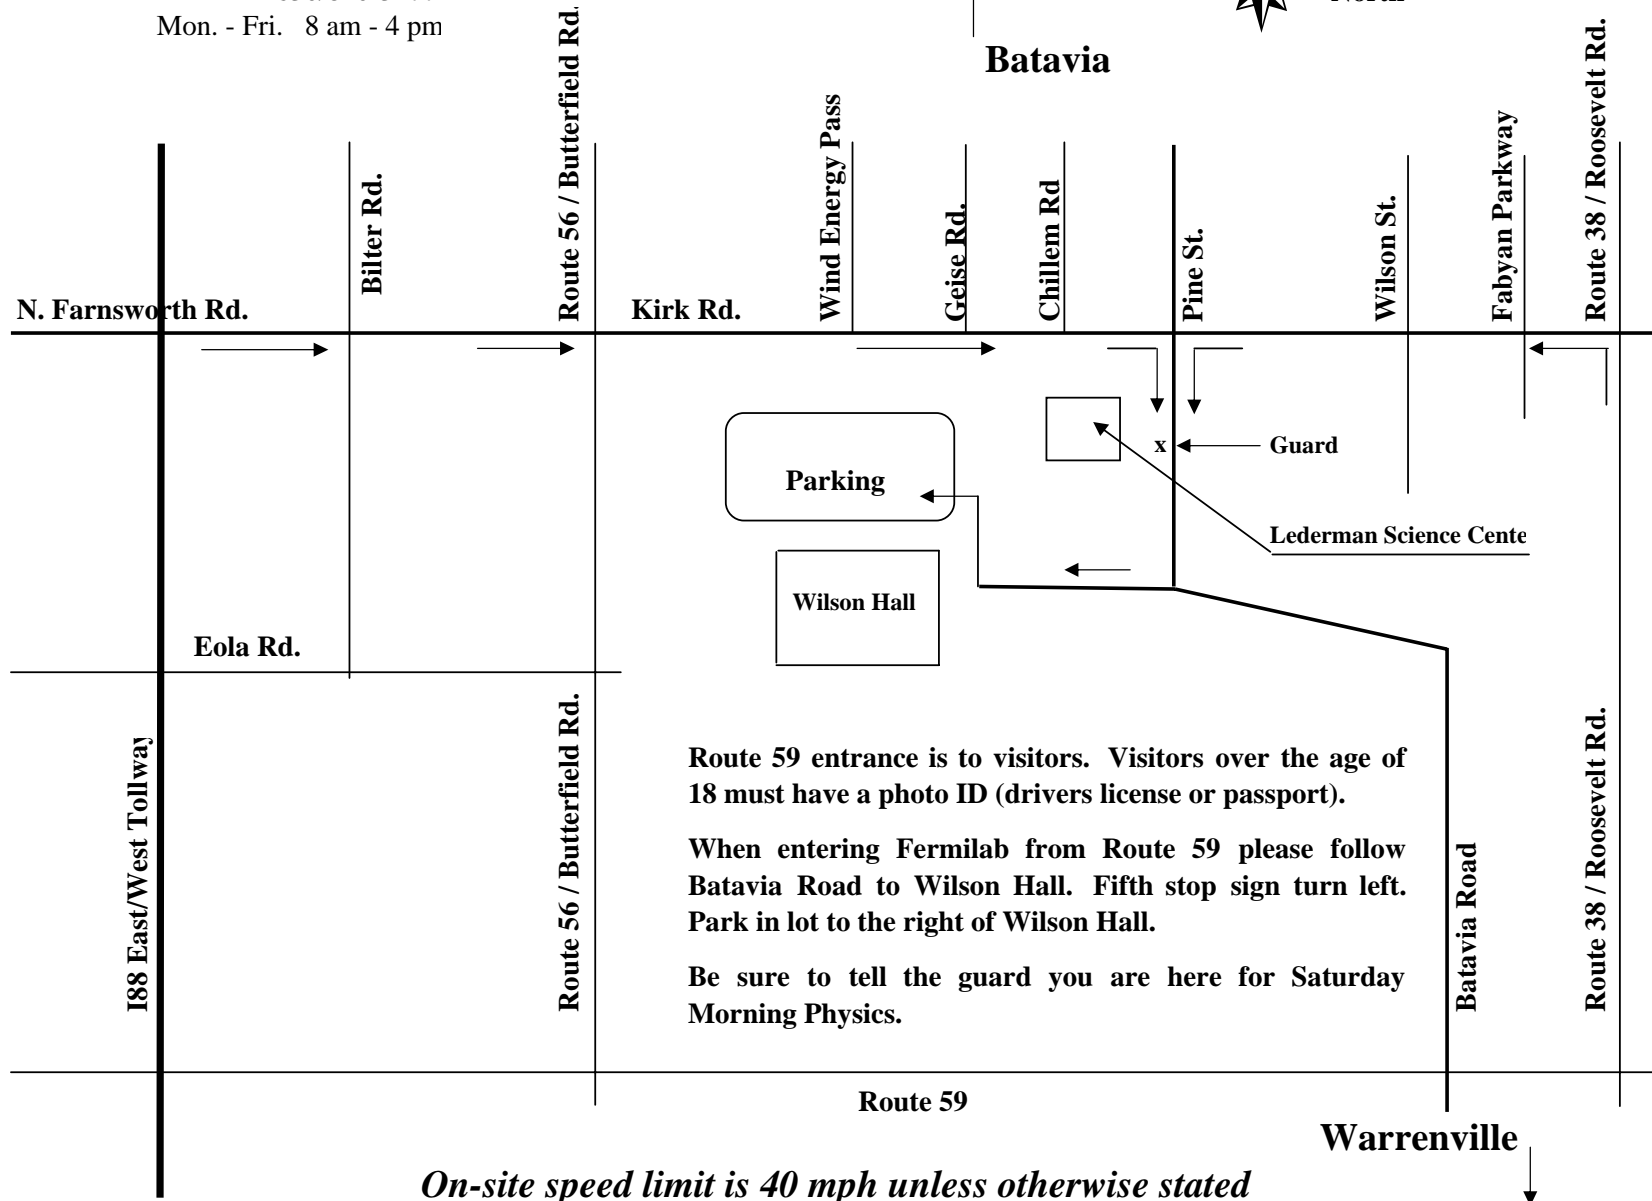 Mon. - Fri. 8 am - 4 pm
North
Batavia
Bilter Rd.
Route 56 / Butterfield Rd.
Wind Energy Pass
Geise Rd.
Chillem Rd
Pine St.
Wilson St.
Fabyan Parkway
Route 38 / Roosevelt Rd.
N. Farnsworth Rd.
Kirk Rd.
x
Guard
Parking
Lederman Science Cente
Wilson Hall
Eola Rd.
I88 East/West Tollway
Route 56 / Butterfield Rd.
Route 59 entrance is to visitors. Visitors over the age of
18 must have a photo ID (drivers license or passport).
When entering Fermilab from Route 59 please follow
Batavia Road to Wilson Hall. Fifth stop sign turn left.
Park in lot to the right of Wilson Hall.
Be sure to tell the guard you are here for Saturday
Morning Physics.
Batavia Road
Route 38 / Roosevelt Rd.
Route 59
Warrenville
On-site speed limit is 40 mph unless otherwise stated